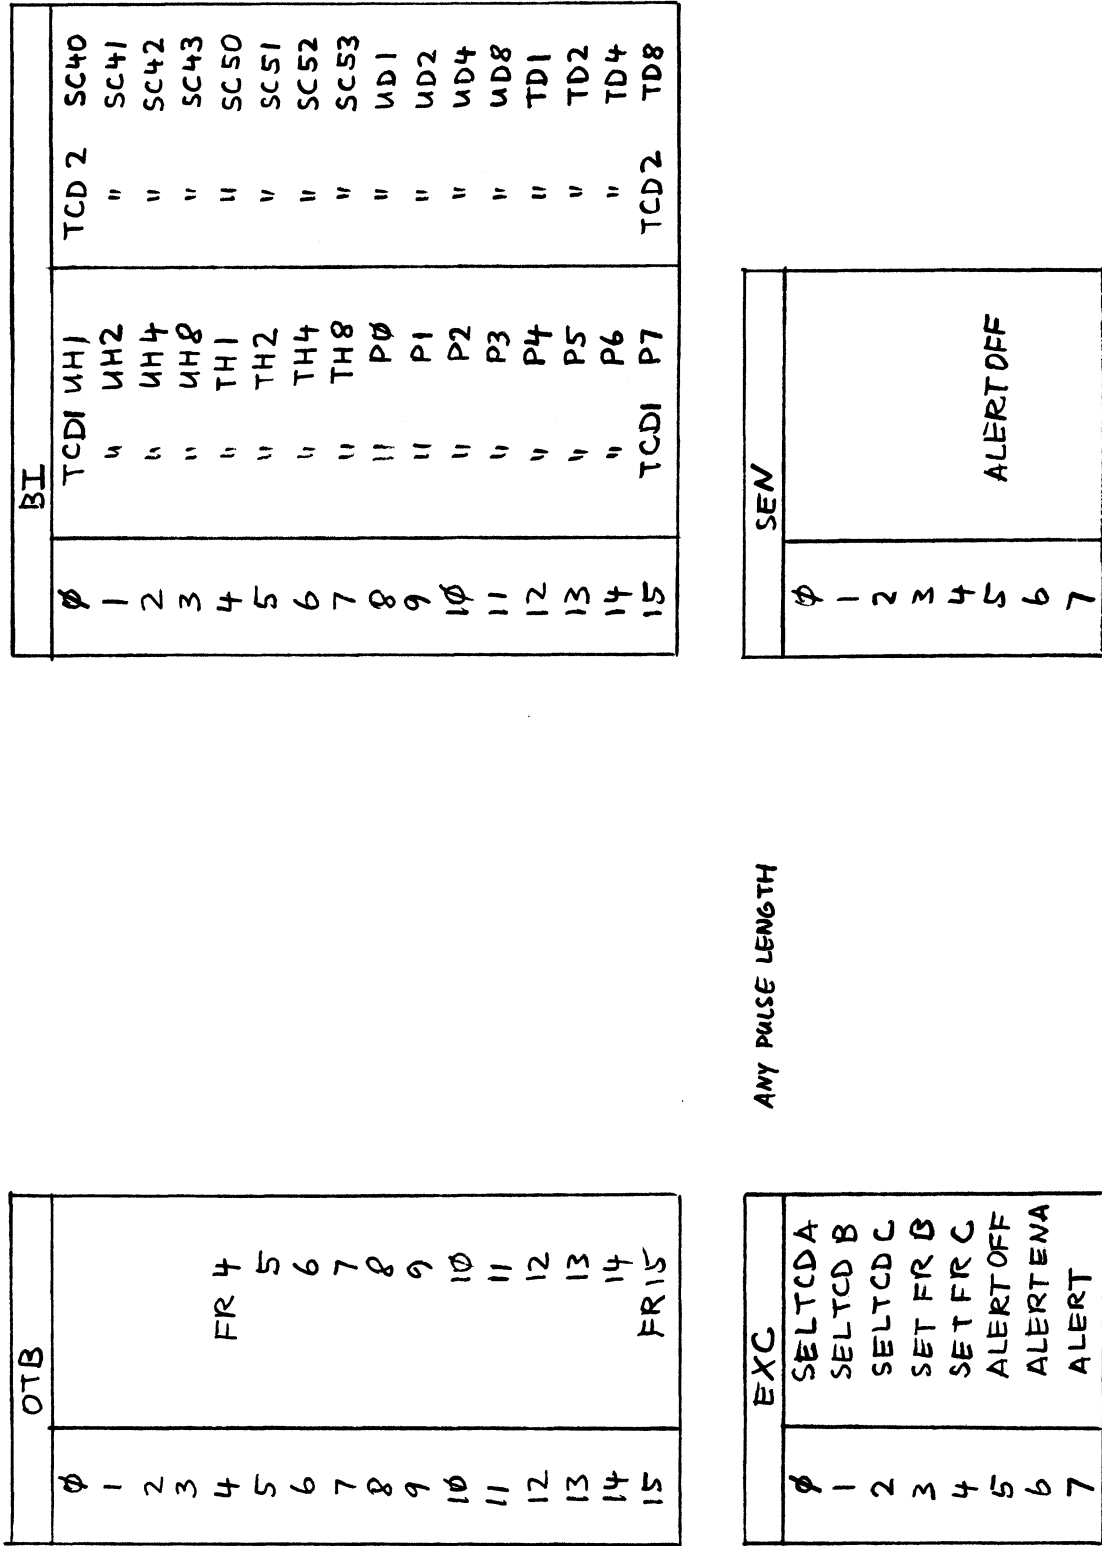 OTB
Ø
1
2
3
4 FR 4
5 5
6 6
7 7
8 8
9 9
1Ø 1Ø
11 11
12 12
13 13
14 14
15 FR 15
BI
Ø TCD1 UH1 TCD 2 SC40
1 " UH2 " SC41
2 " UH4 " SC42
3 " UH8 " SC43
4 " TH1 " SC50
5 " TH2 " SC51
6 " TH4 " SC52
7 " TH8 " SC53
8 " PØ " UD1
9 " P1 " UD2
1Ø " P2 " UD4
11 " P3 " UD8
12 " P4 " TD1
13 " P5 " TD2
14 " P6 " TD4
15 TCD1 P7 TCD2 TD8
EXC
Ø SELTCDA
1 SELTCD B
2 SELTCD C
3 SET FR B
4 SET FR C
5 ALERTOFF
6 ALERTENA
7 ALERT
ANY PULSE LENGTH
SEN
Ø
1
2
3
4
5 ALERTOFF
6
7